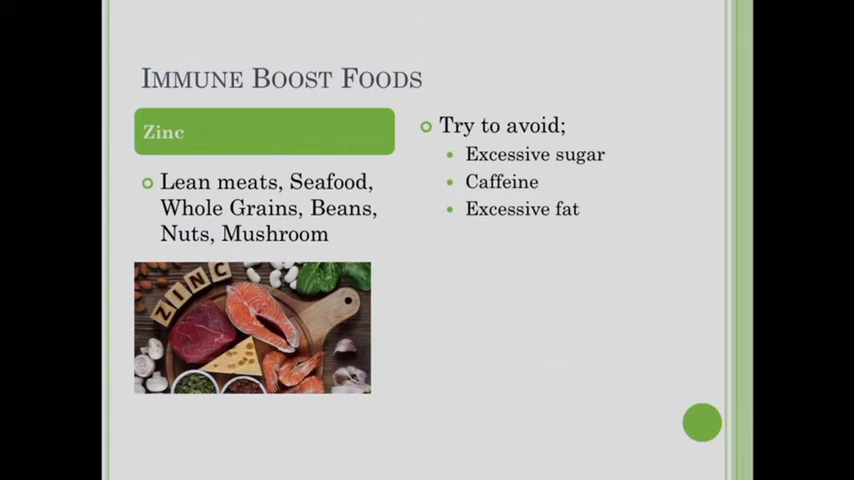 IMMUNE BOOST FOODS
Zinc
Lean meats, Seafood,
Whole Grains, Beans,
Nuts, Mushroom
ZINC
Try to avoid;
Excessive sugar
Caffeine
Excessive fat